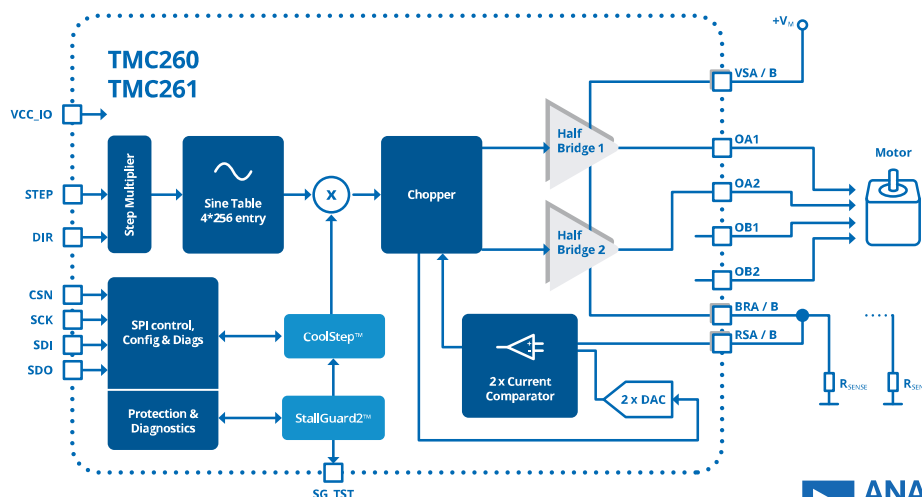 TMC260
TMC261
+VM
VSA / B
VCC_IO
STEP
DIR
CSN
SCK
SDI
SDO
Step Multiplier
Sine Table
4*256 entry
x
Chopper
Half
Bridge 1
Half
Bridge 2
OA1
OA2
OB1
OB2
Motor
BRA / B
RSA / B
SPI control,
Config & Diags
Protection &
Diagnostics
CoolStep™
StallGuard2™
2 x Current
Comparator
2 x DAC
RSENSE
SG_TST